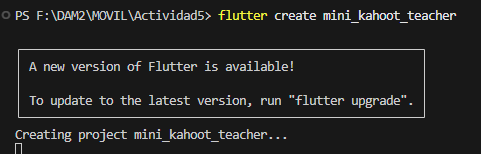 PS F:\DAM2\MOVIL\Actividad5> flutter create mini_kahoot_teacher
A new version of Flutter is available!
To update to the latest version, run "flutter upgrade".
Creating project mini_kahoot_teacher...